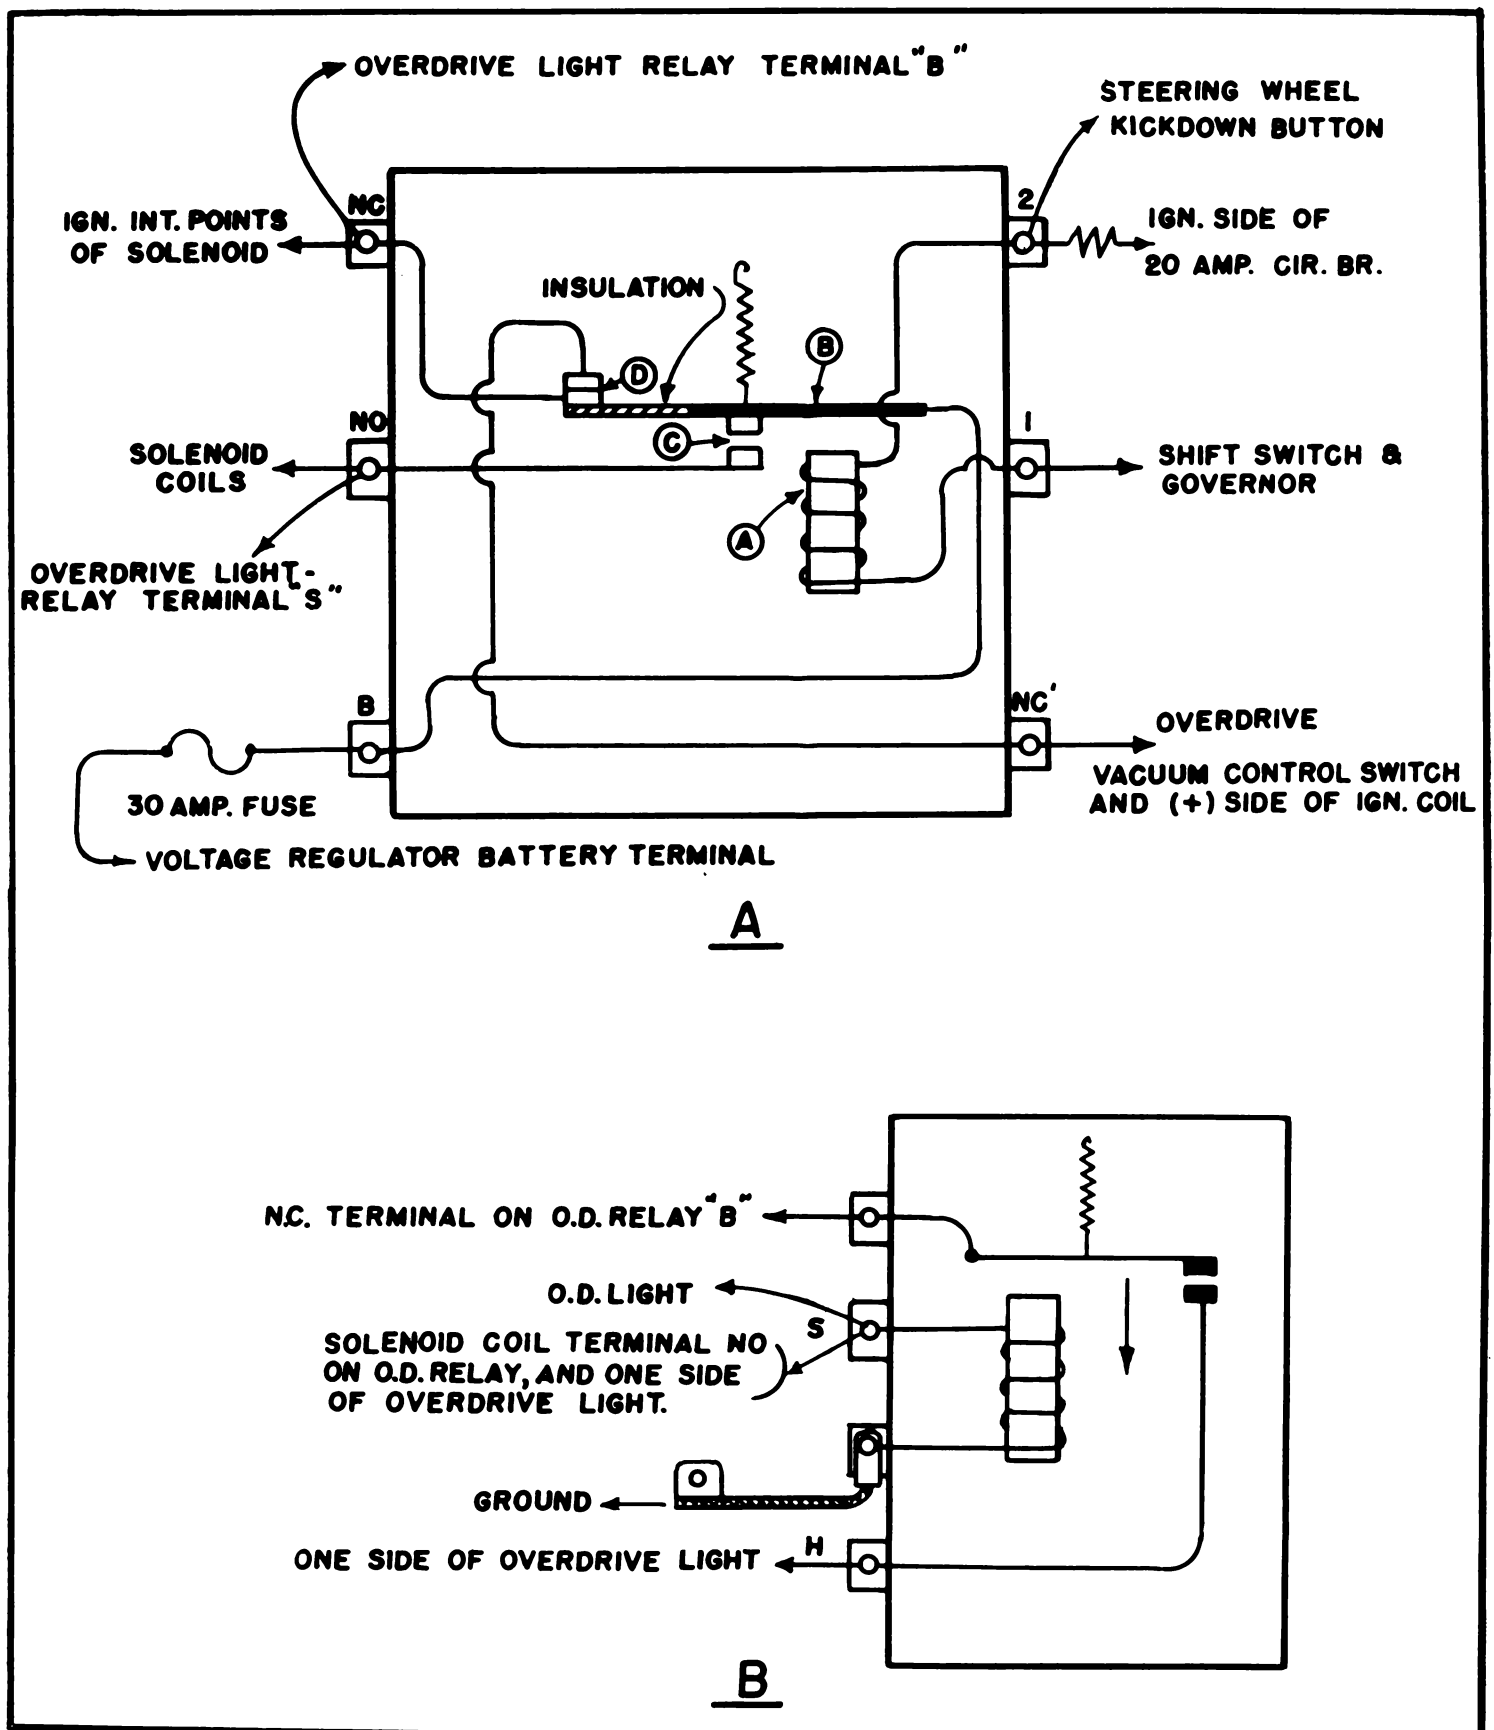 OVERDRIVE LIGHT RELAY TERMINAL "B"
STEERING WHEEL
KICKDOWN BUTTON
NC
2
IGN. INT. POINTS
OF SOLENOID
IGN. SIDE OF
20 AMP. CIR. BR.
INSULATION
B
D
NO
C
1
SOLENOID
COILS
SHIFT SWITCH &
GOVERNOR
A
OVERDRIVE LIGHT-
RELAY TERMINAL "S"
B
NC'
OVERDRIVE
VACUUM CONTROL SWITCH
AND (+) SIDE OF IGN. COIL
30 AMP. FUSE
VOLTAGE REGULATOR BATTERY TERMINAL
A
N.C. TERMINAL ON O.D. RELAY "B"
O.D. LIGHT
S
SOLENOID COIL TERMINAL NO
ON O.D. RELAY, AND ONE SIDE
OF OVERDRIVE LIGHT.
GROUND
H
ONE SIDE OF OVERDRIVE LIGHT
B